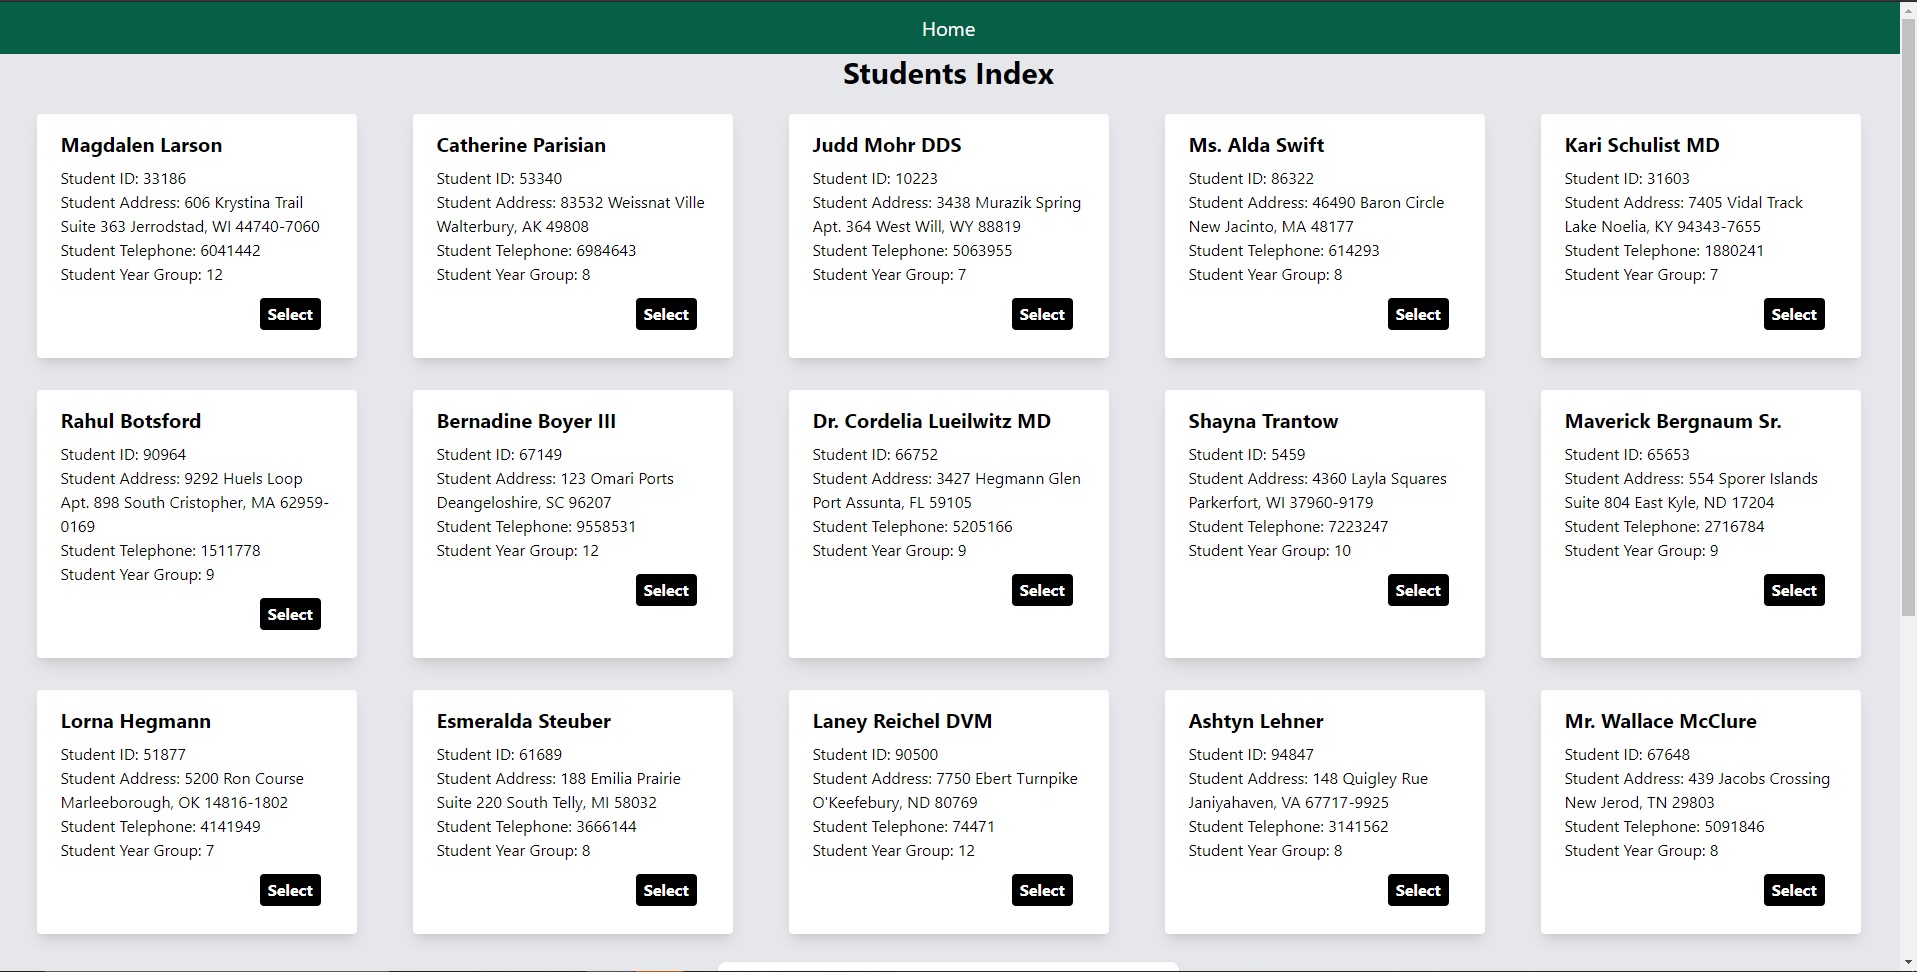 Home
Students Index
Magdalen Larson
Student ID: 33186
Student Address: 606 Krystina Trail
Suite 363 Jerrodstad, WI 44740-7060
Student Telephone: 6041442
Student Year Group: 12
Select
Catherine Parisian
Student ID: 53340
Student Address: 83532 Weissnat Ville
Walterbury, AK 49808
Student Telephone: 6984643
Student Year Group: 8
Select
Judd Mohr DDS
Student ID: 10223
Student Address: 3438 Murazik Spring
Apt. 364 West Will, WY 88819
Student Telephone: 5063955
Student Year Group: 7
Select
Ms. Alda Swift
Student ID: 86322
Student Address: 46490 Baron Circle
New Jacinto, MA 48177
Student Telephone: 614293
Student Year Group: 8
Select
Kari Schulist MD
Student ID: 31603
Student Address: 7405 Vidal Track
Lake Noelia, KY 94343-7655
Student Telephone: 1880241
Student Year Group: 7
Select
Rahul Botsford
Student ID: 90964
Student Address: 9292 Huels Loop
Apt. 898 South Cristopher, MA 62959-
0169
Student Telephone: 1511778
Student Year Group: 9
Select
Bernadine Boyer III
Student ID: 67149
Student Address: 123 Omari Ports
Deangeloshire, SC 96207
Student Telephone: 9558531
Student Year Group: 12
Select
Dr. Cordelia Lueilwitz MD
Student ID: 66752
Student Address: 3427 Hegmann Glen
Port Assunta, FL 59105
Student Telephone: 5205166
Student Year Group: 9
Select
Shayna Trantow
Student ID: 5459
Student Address: 4360 Layla Squares
Parkerfort, WI 37960-9179
Student Telephone: 7223247
Student Year Group: 10
Select
Maverick Bergnaum Sr.
Student ID: 65653
Student Address: 554 Sporer Islands
Suite 804 East Kyle, ND 17204
Student Telephone: 2716784
Student Year Group: 9
Select
Lorna Hegmann
Student ID: 51877
Student Address: 5200 Ron Course
Marleeborough, OK 14816-1802
Student Telephone: 4141949
Student Year Group: 7
Select
Esmeralda Steuber
Student ID: 61689
Student Address: 188 Emilia Prairie
Suite 220 South Telly, MI 58032
Student Telephone: 3666144
Student Year Group: 8
Select
Laney Reichel DVM
Student ID: 90500
Student Address: 7750 Ebert Turnpike
O'Keefebury, ND 80769
Student Telephone: 74471
Student Year Group: 12
Select
Ashtyn Lehner
Student ID: 94847
Student Address: 148 Quigley Rue
Janiyahaven, VA 67717-9925
Student Telephone: 3141562
Student Year Group: 8
Select
Mr. Wallace McClure
Student ID: 67648
Student Address: 439 Jacobs Crossing
New Jerod, TN 29803
Student Telephone: 5091846
Student Year Group: 8
Select